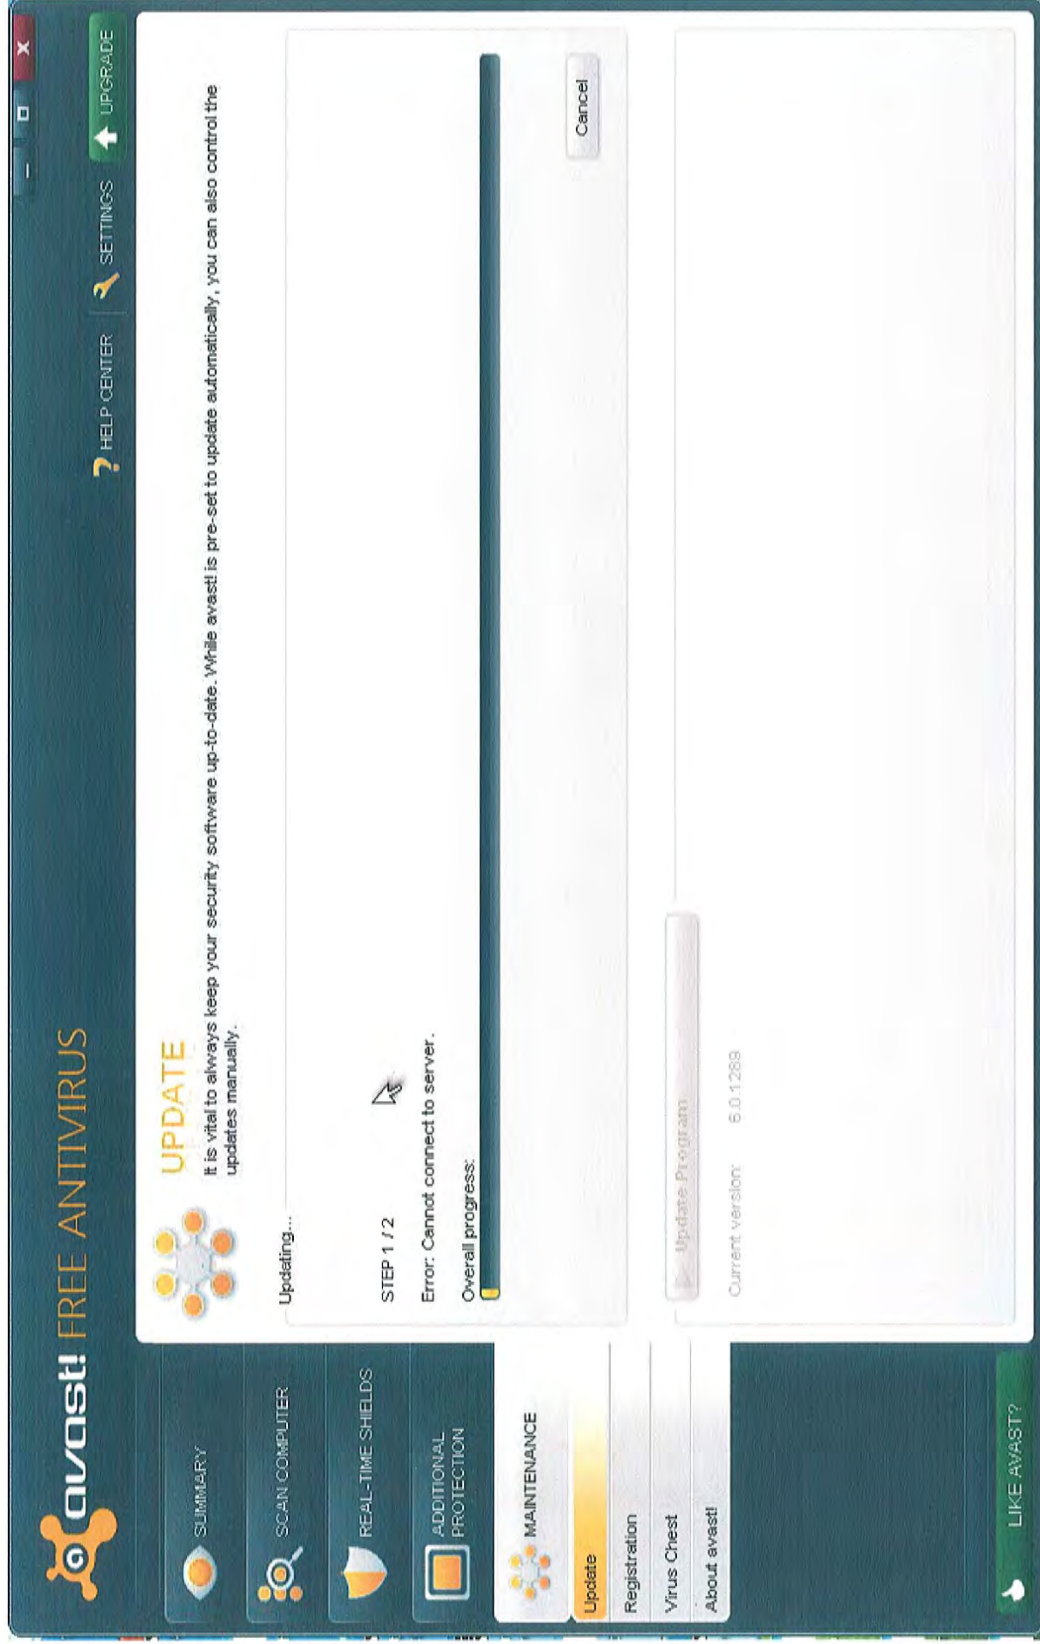 avast! FREE ANTIVIRUS
? HELP CENTER
SETTINGS
UPGRADE
SUMMARY
SCAN COMPUTER
REAL-TIME SHIELDS
ADDITIONAL
PROTECTION
MAINTENANCE
Update
Registration
Virus Chest
About avast!
LIKE AVAST?
UPDATE
It is vital to always keep your security software up-to-date. While avast! is pre-set to update automatically, you can also control the
updates manually.
Updating...
STEP 1 / 2
Error: Cannot connect to server.
Overall progress:
Cancel
Update Program
Current version: 6.0.1289